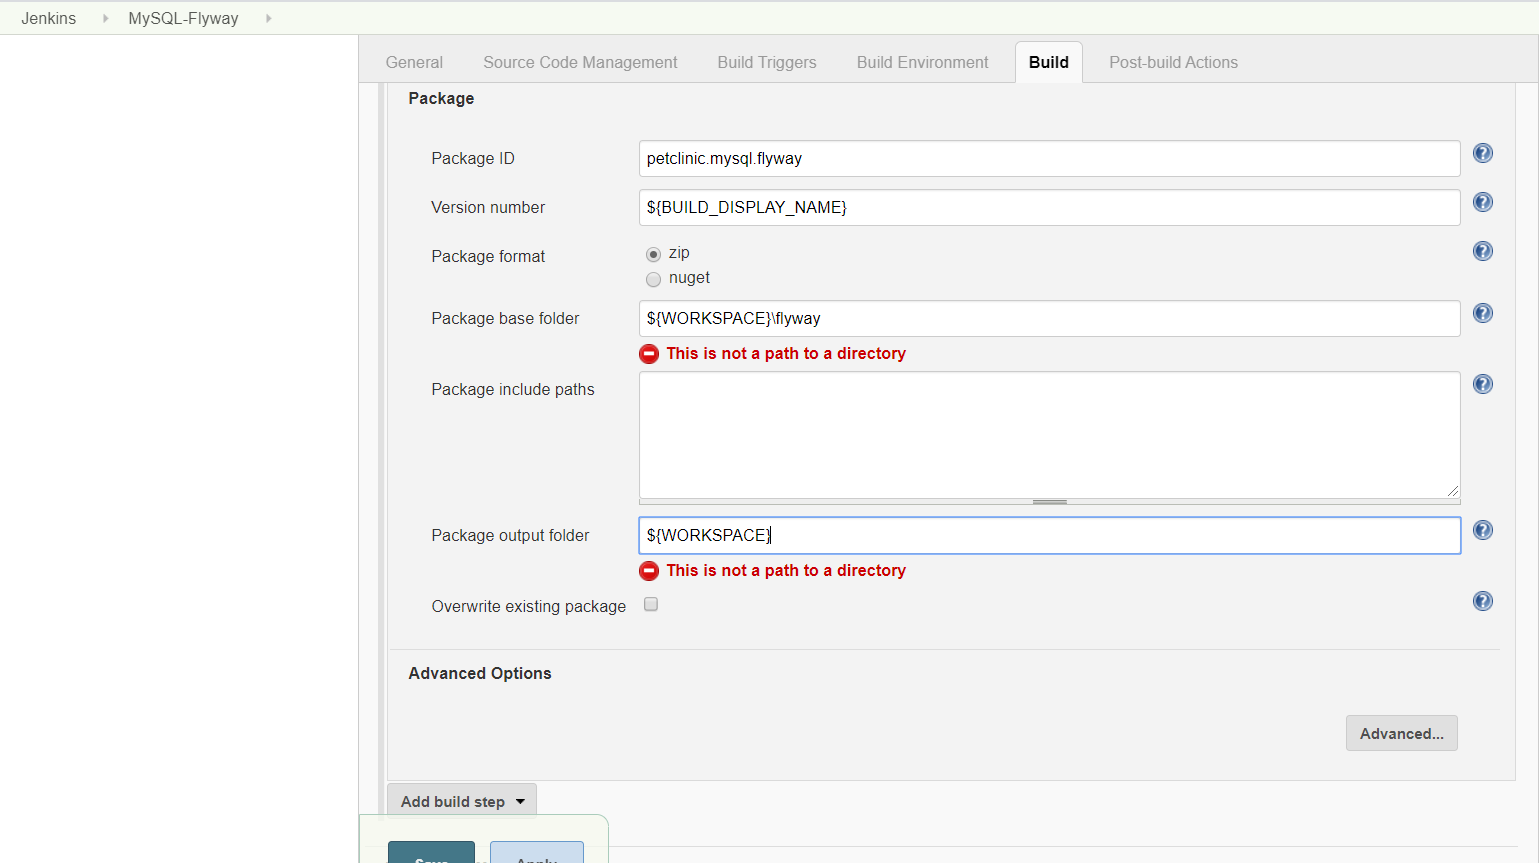 Jenkins MySQL-Flyway
General Source Code Management Build Triggers Build Environment Build Post-build Actions
Package
Package ID petclinic.mysql.flyway
Version number ${BUILD_DISPLAY_NAME}
Package format zip
nuget
Package base folder ${WORKSPACE}\flyway
This is not a path to a directory
Package include paths
Package output folder ${WORKSPACE}
This is not a path to a directory
Overwrite existing package
Advanced Options
Advanced...
Add build step
Save Apply